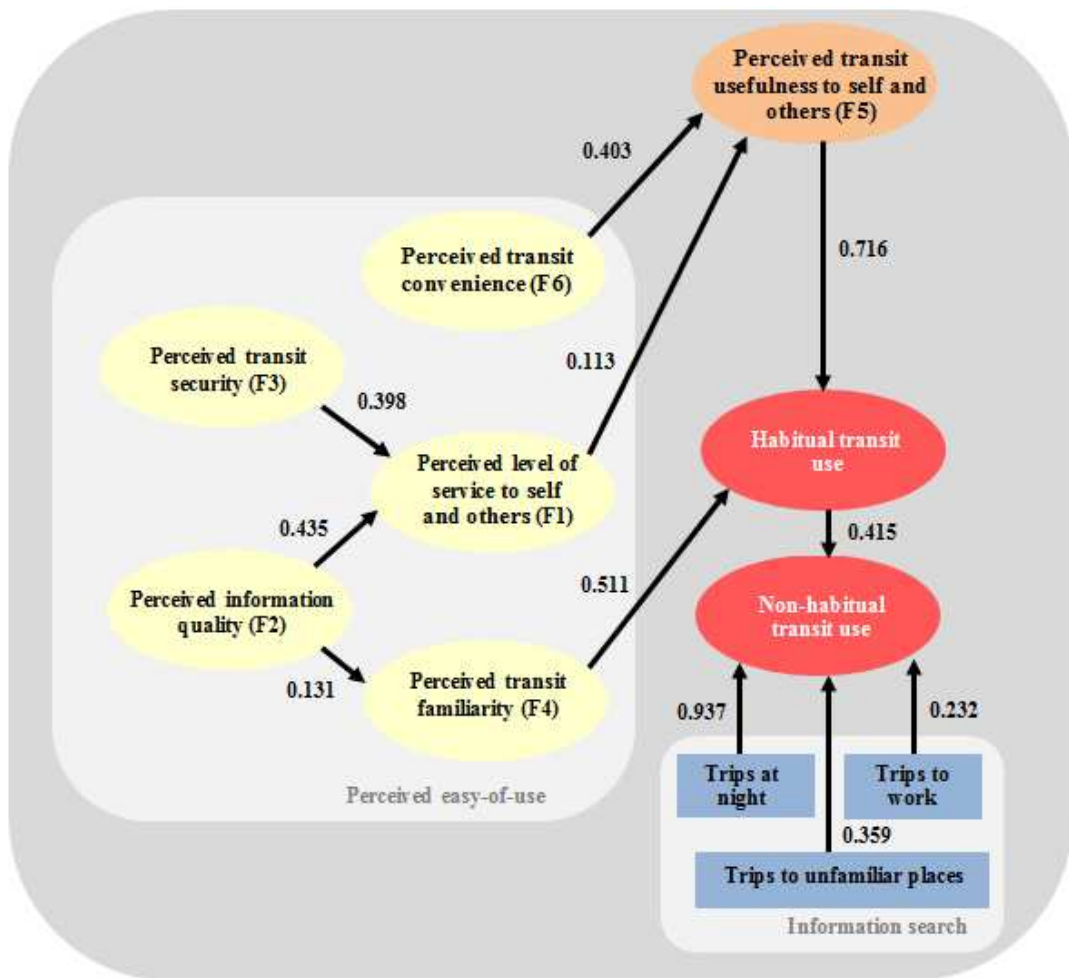 Perceived transit
usefulness to self and
others (F5)
0.403
Perceived transit
convenience (F6)
0.716
Perceived transit
security (F3)
0.113
0.398
Habitual transit
use
Perceived level of
service to self
and others (F1)
0.435
0.415
0.511
Perceived information
quality (F2)
Non-habitual
transit use
0.131
Perceived transit
familiarity (F4)
0.937
0.232
Trips at
night
Trips to
work
Perceived easy-of-use
0.359
Trips to unfamiliar places
Information search